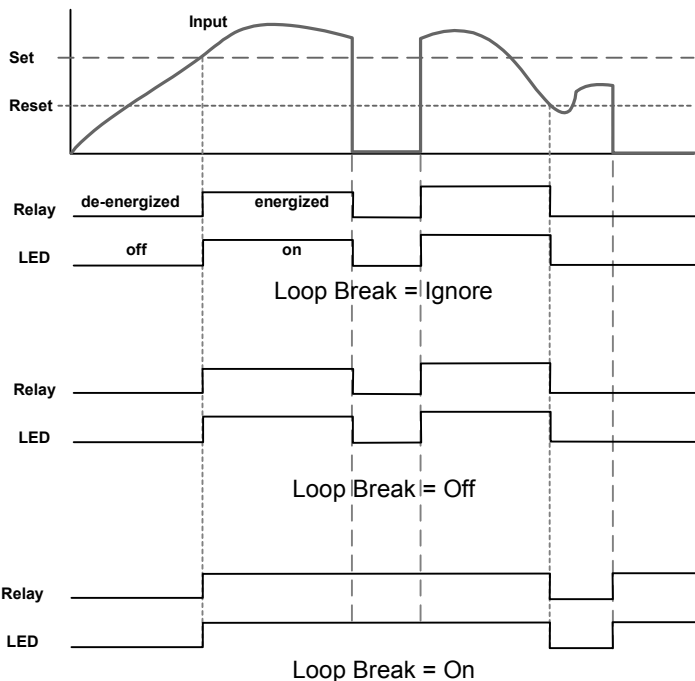 Input
Set
Reset
Relay de-energized energized
LED off on
Loop Break = Ignore
Relay
LED
Loop Break = Off
Relay
LED
Loop Break = On